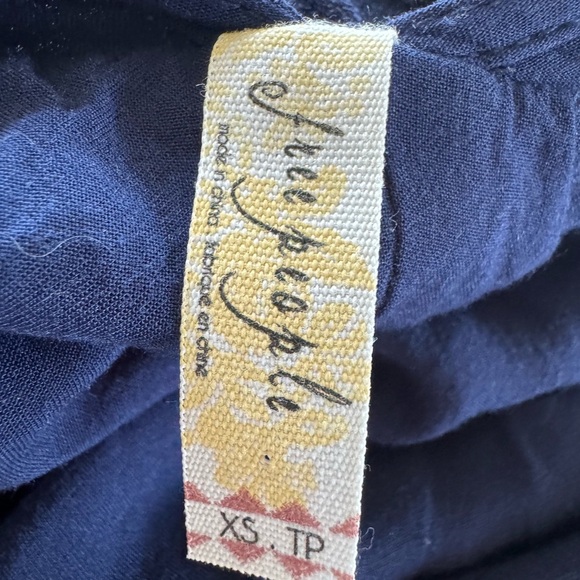 free people
made in china fabriqué en chine
XS . TP